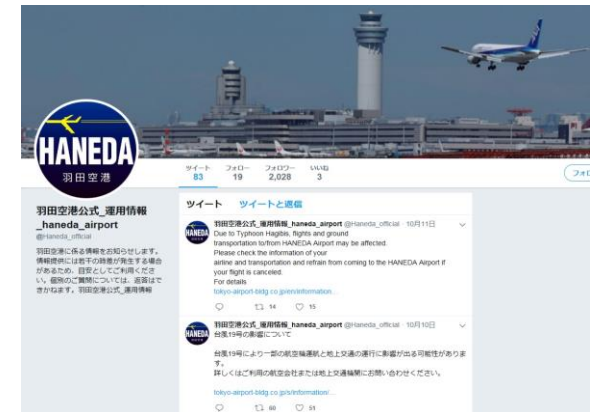 HANEDA
羽田空港
ツイート フォロー フォロワー いいね
83 19 2,028 3
フォロ
羽田空港公式_運用情報
_haneda_airport
@Haneda_official
羽田空港に係る情報をお知らせします。
情報提供には若干の時差が発生する場合
があるため、目安としてご利用くださ
い。個別のご質問については、返答はで
きかねます。羽田空港公式_運用情報
ツイート ツイートと返信
羽田空港公式_運用情報_haneda_airport @Haneda_official · 10月11日
Due to Typhoon Hagibis, flights and ground
transportation to/from HANEDA Airport may be affected.
Please check the information of your
airline and transportation and refrain from coming to the HANEDA Airport if
your flight is canceled.
For details
tokyo-airport-bldg.co.jp/en/information...
14 15
羽田空港公式_運用情報_haneda_airport @Haneda_official · 10月10日
台風19号の影響について
台風19号により一部の航空機運航と地上交通の運行に影響が出る可能性がありま
す。
詳しくはご利用の航空会社または地上交通機関にお問い合わせください。
tokyo-airport-bldg.co.jp/s/information/...
60 51